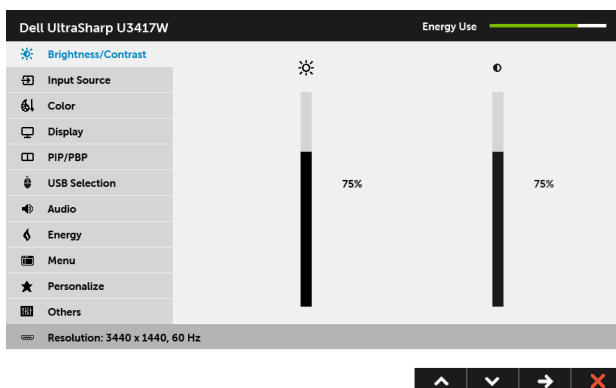 Dell UltraSharp U3417W
Energy Use
Brightness/Contrast
Input Source
Color
Display
PIP/PBP
USB Selection
75%
75%
Audio
Energy
Menu
Personalize
Others
Resolution: 3440 x 1440, 60 Hz